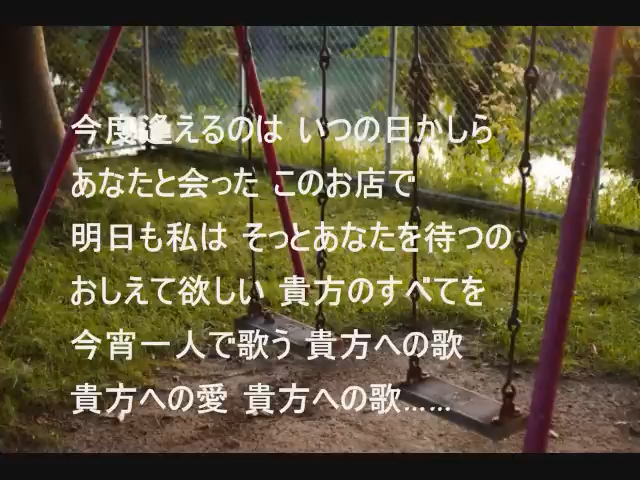 今度逢えるのは いつの日かしら
あなたと会った このお店で
明日も私は そっとあなたを待つの
おしえて欲しい 貴方のすべてを
今宵一人で歌う 貴方への歌
貴方への愛 貴方への歌……